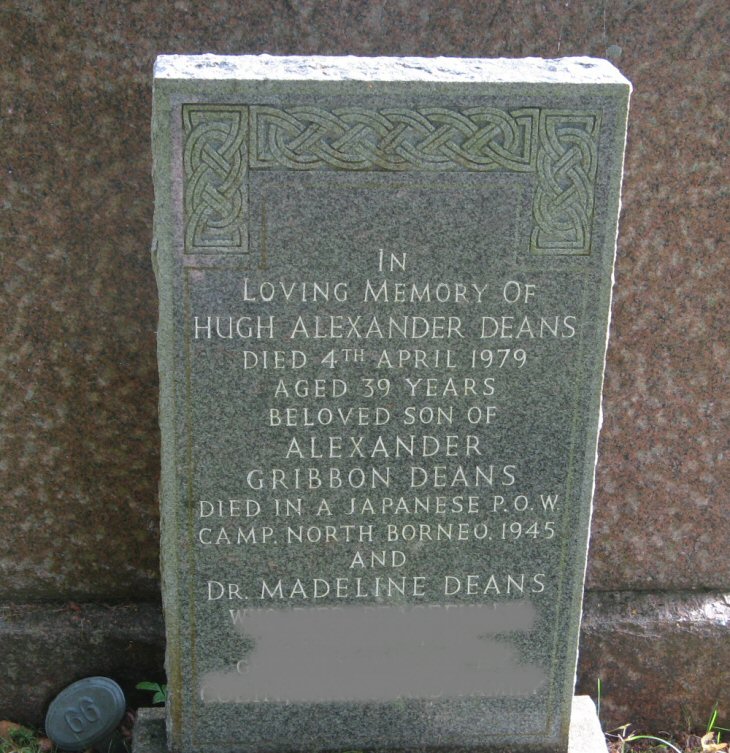 IN
LOVING MEMORY OF
HUGH ALEXANDER DEANS
DIED 4TH APRIL 1979
AGED 39 YEARS
BELOVED SON OF
ALEXANDER
GRIBBON DEANS
DIED IN A JAPANESE P.O.W.
CAMP. NORTH BORNEO. 1945
AND
DR. MADELINE DEANS
66